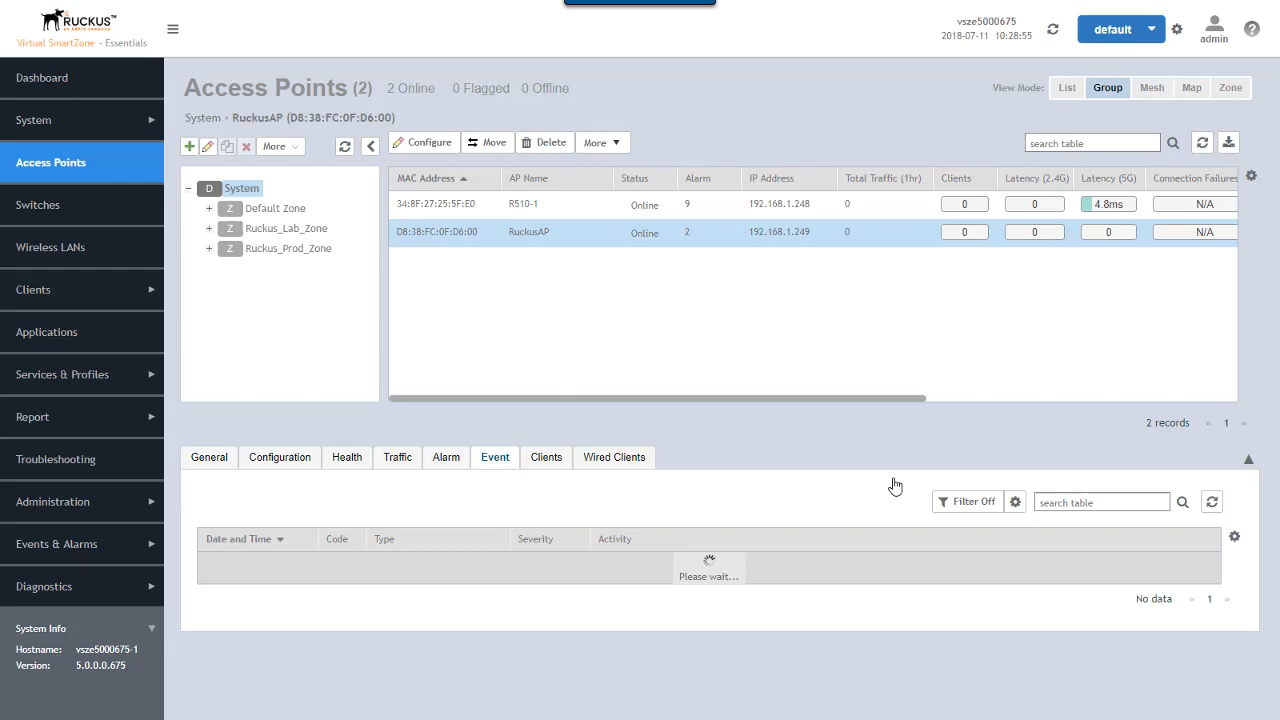 RUCKUS™
an ARRIS company
Virtual SmartZone - Essentials
vsze5000675
2018-07-11 10:28:55
default
admin
Dashboard
System
Access Points
Switches
Wireless LANs
Clients
Applications
Services & Profiles
Report
Troubleshooting
Administration
Events & Alarms
Diagnostics
System Info
Hostname: vsze5000675-1
Version: 5.0.0.0.675
Access Points (2) 2 Online 0 Flagged 0 Offline
View Mode: List Group Mesh Map Zone
System › RuckusAP (D8:38:FC:0F:D6:00)
More
Configure Move Delete More
search table
D System
Z Default Zone
Z Ruckus_Lab_Zone
Z Ruckus_Prod_Zone
MAC Address AP Name Status Alarm IP Address Total Traffic (1hr) Clients Latency (2.4G) Latency (5G) Connection Failures
34:8F:27:25:5F:E0 R510-1 Online 9 192.168.1.248 0 0 0 4.8ms N/A
D8:38:FC:0F:D6:00 RuckusAP Online 2 192.168.1.249 0 0 0 0 N/A
2 records « 1 »
General Configuration Health Traffic Alarm Event Clients Wired Clients
Filter Off search table
Date and Time Code Type Severity Activity
Please wait...
No data « 1 »